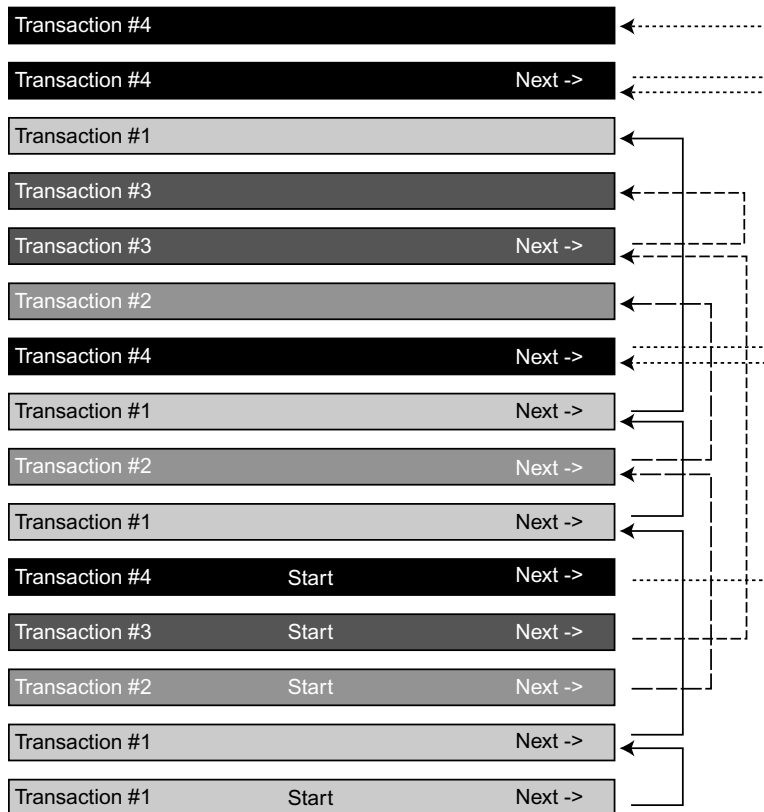 Transaction #4
Transaction #4 Next ->
Transaction #1
Transaction #3
Transaction #3 Next ->
Transaction #2
Transaction #4 Next ->
Transaction #1 Next ->
Transaction #2 Next ->
Transaction #1 Next ->
Transaction #4 Start Next ->
Transaction #3 Start Next ->
Transaction #2 Start Next ->
Transaction #1 Next ->
Transaction #1 Start Next ->